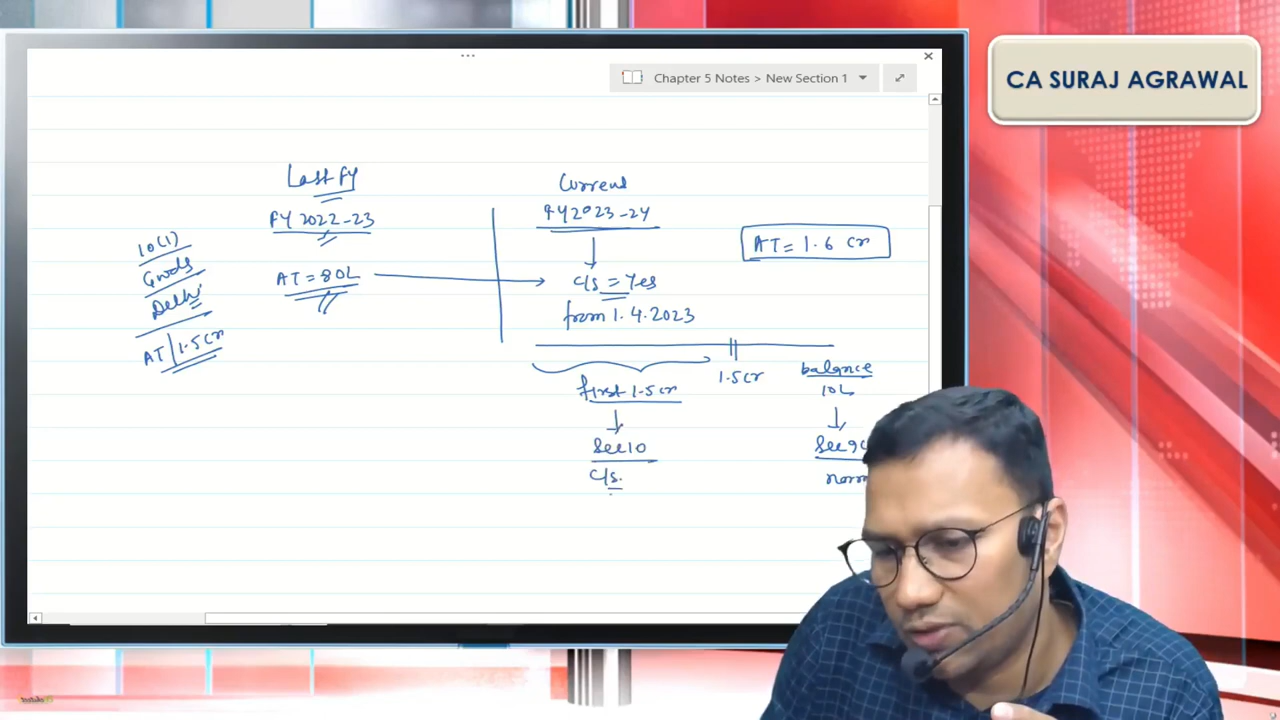 CA SURAJ AGRAWAL
Chapter 5 Notes > New Section 1
Last FY
FY 2022-23
AT = 80L
10(1)
Goods
Delhi
AT | 1.5 cr
Current
FY 2023-24
c/s = Yes
from 1.4.2023
AT = 1.6 cr
first 1.5 cr
1.5 cr
balance
10L
Sec 10
c/s.